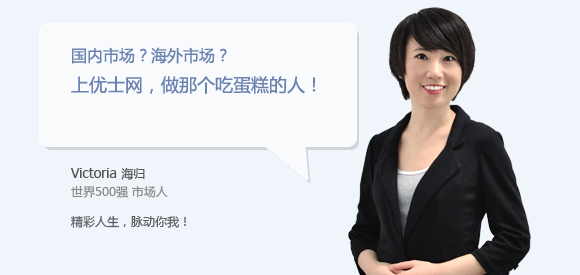 国内市场？海外市场？
上优士网，做那个吃蛋糕的人！
Victoria 海归
世界500强 市场人
精彩人生，脉动你我！